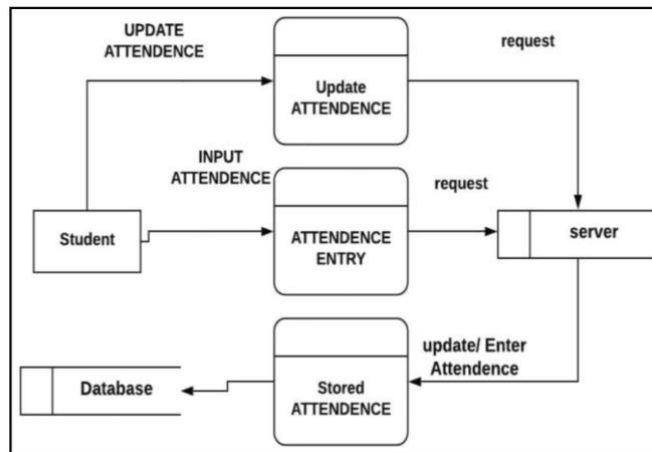 UPDATE
ATTENDENCE
request
Update
ATTENDENCE
INPUT
ATTENDENCE
request
Student
ATTENDENCE
ENTRY
server
update/ Enter
Attendence
Database
Stored
ATTENDENCE